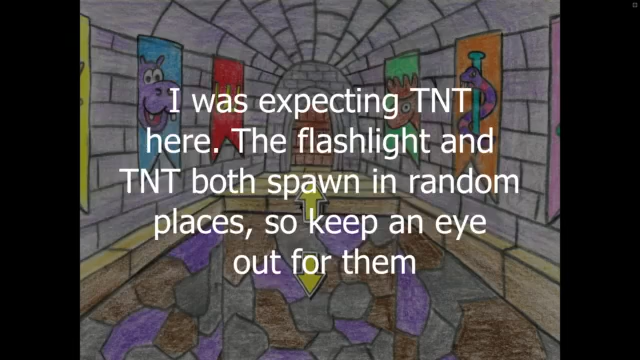 I was expecting TNT
here. The flashlight and
TNT both spawn in random
places, so keep an eye
out for them